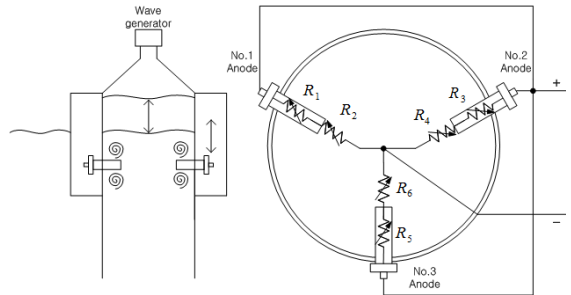 Wave
generator
No.1
Anode
R1
R2
No.2
Anode
R3
R4
+
R6
R5
−
No.3
Anode